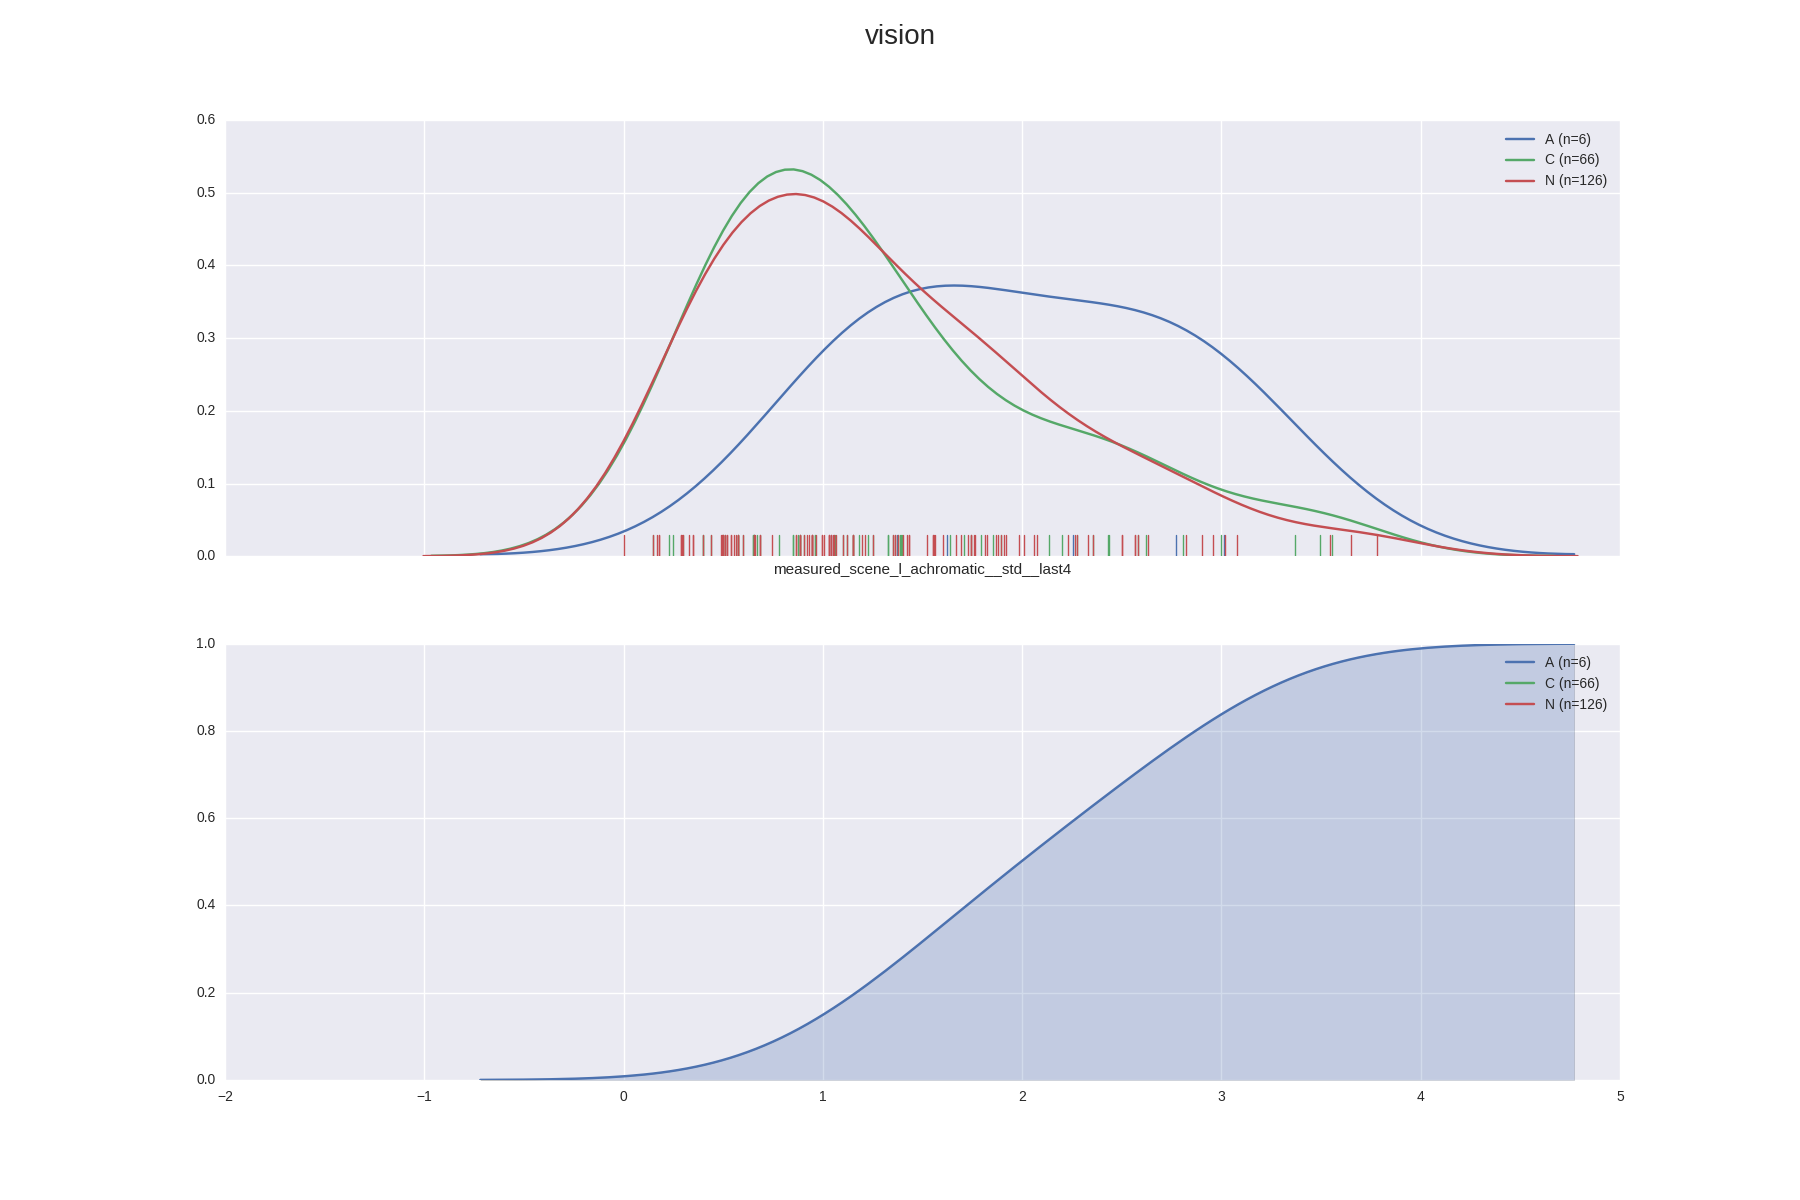 vision
0.6
0.5
0.4
0.3
0.2
0.1
0.0
A (n=6)
C (n=66)
N (n=126)
measured_scene_l_achromatic__std__last4
1.0
0.8
0.6
0.4
0.2
0.0
A (n=6)
C (n=66)
N (n=126)
−2 −1 0 1 2 3 4 5